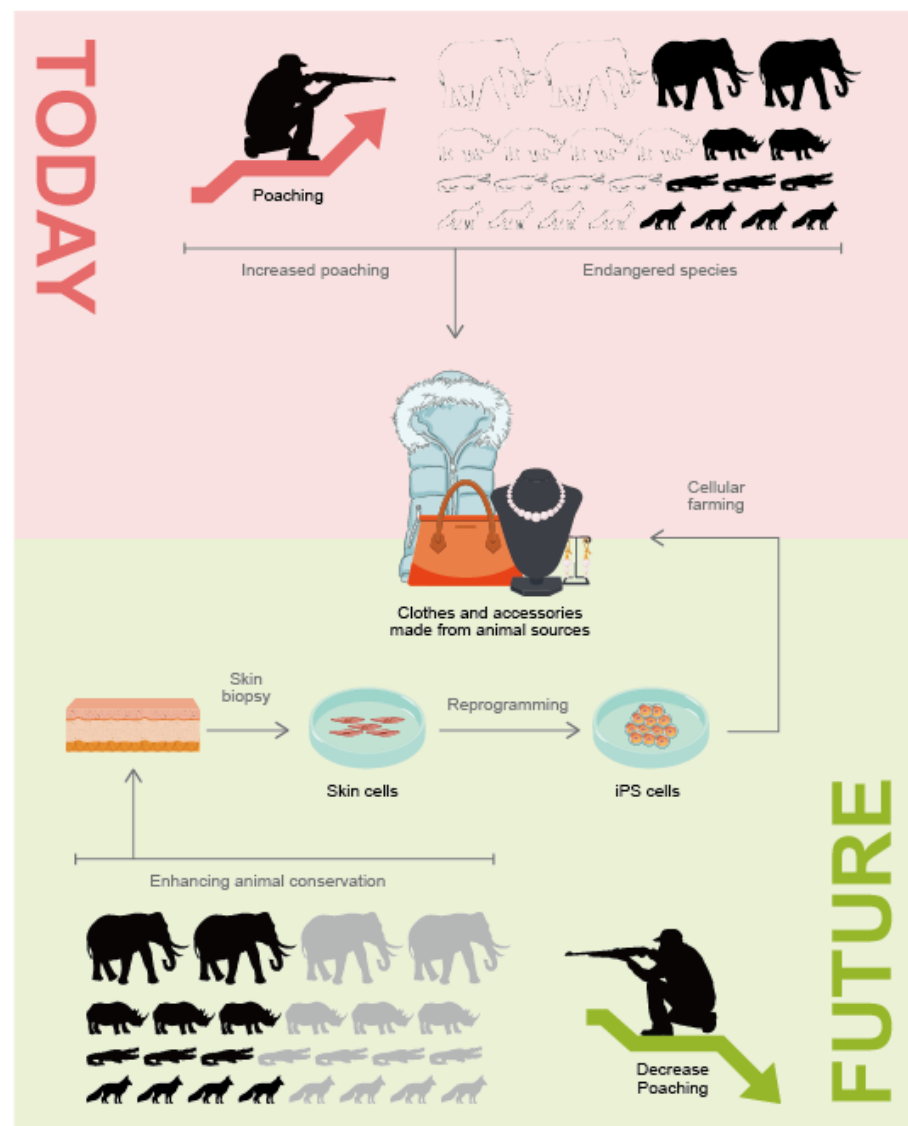 TODAY
Poaching
Increased poaching
Endangered species
Cellular
farming
Clothes and accessories
made from animal sources
Skin
biopsy
Reprogramming
Skin cells
iPS cells
Enhancing animal conservation
Decrease
Poaching
FUTURE